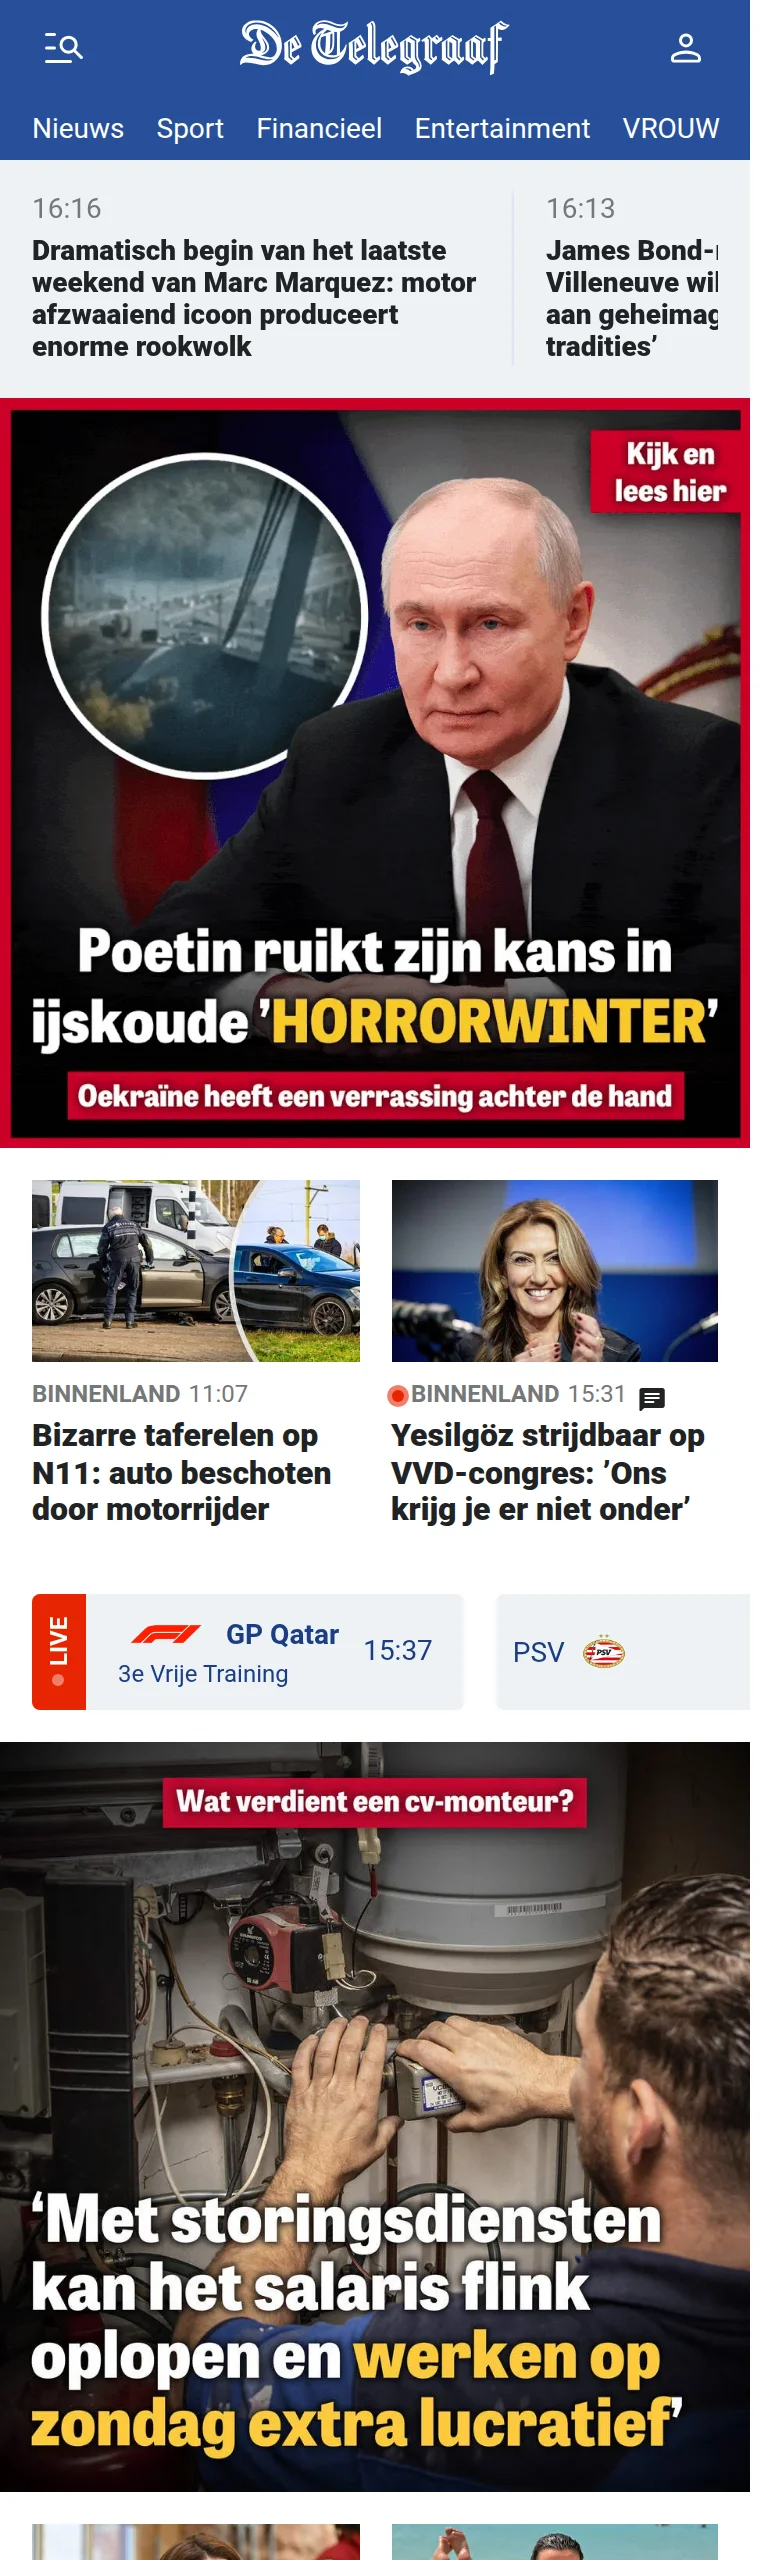 De Telegraaf
Nieuws Sport Financieel Entertainment VROUW
16:16
Dramatisch begin van het laatste
weekend van Marc Marquez: motor
afzwaaiend icoon produceert
enorme rookwolk
16:13
James Bond-
Villeneuve wil
aan geheimag
tradities’
Kijk en
lees hier
Poetin ruikt zijn kans in
ijskoude ’HORRORWINTER’
Oekraïne heeft een verrassing achter de hand
BINNENLAND 11:07
Bizarre taferelen op
N11: auto beschoten
door motorrijder
BINNENLAND 15:31
Yesilgöz strijdbaar op
VVD-congres: ’Ons
krijg je er niet onder’
LIVE
GP Qatar
3e Vrije Training
15:37
PSV
PSV
Wat verdient een cv-monteur?
‘Met storingsdiensten
kan het salaris flink
oplopen en werken op
zondag extra lucratief’